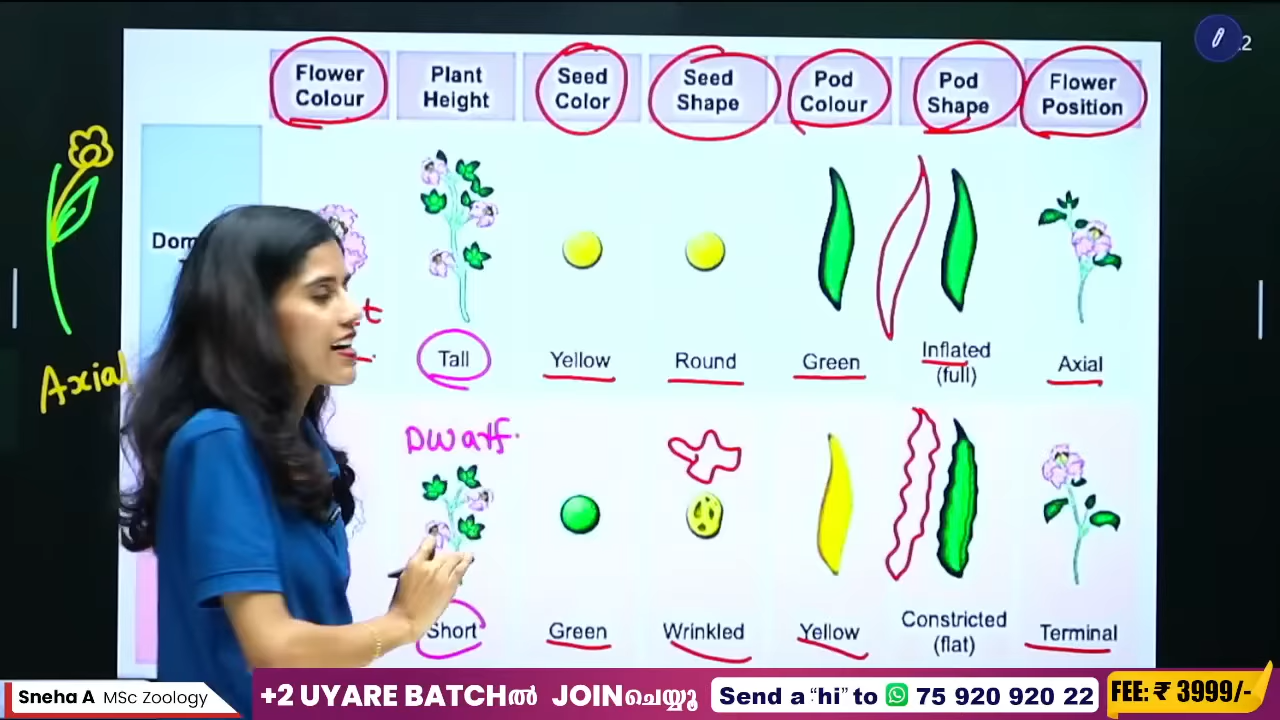 2
Flower
Colour
Plant
Height
Seed
Color
Seed
Shape
Pod
Colour
Pod
Shape
Flower
Position
Dom
t
Tall
Yellow
Round
Green
Inflated
(full)
Axial
Axial
Dwarf.
Short
Green
Wrinkled
Yellow
Constricted
(flat)
Terminal
Sneha A MSc Zoology
+2 UYARE BATCHൽ JOINചെയ്യൂ
Send a “hi” to 75 920 920 22
FEE: ₹ 3999/-